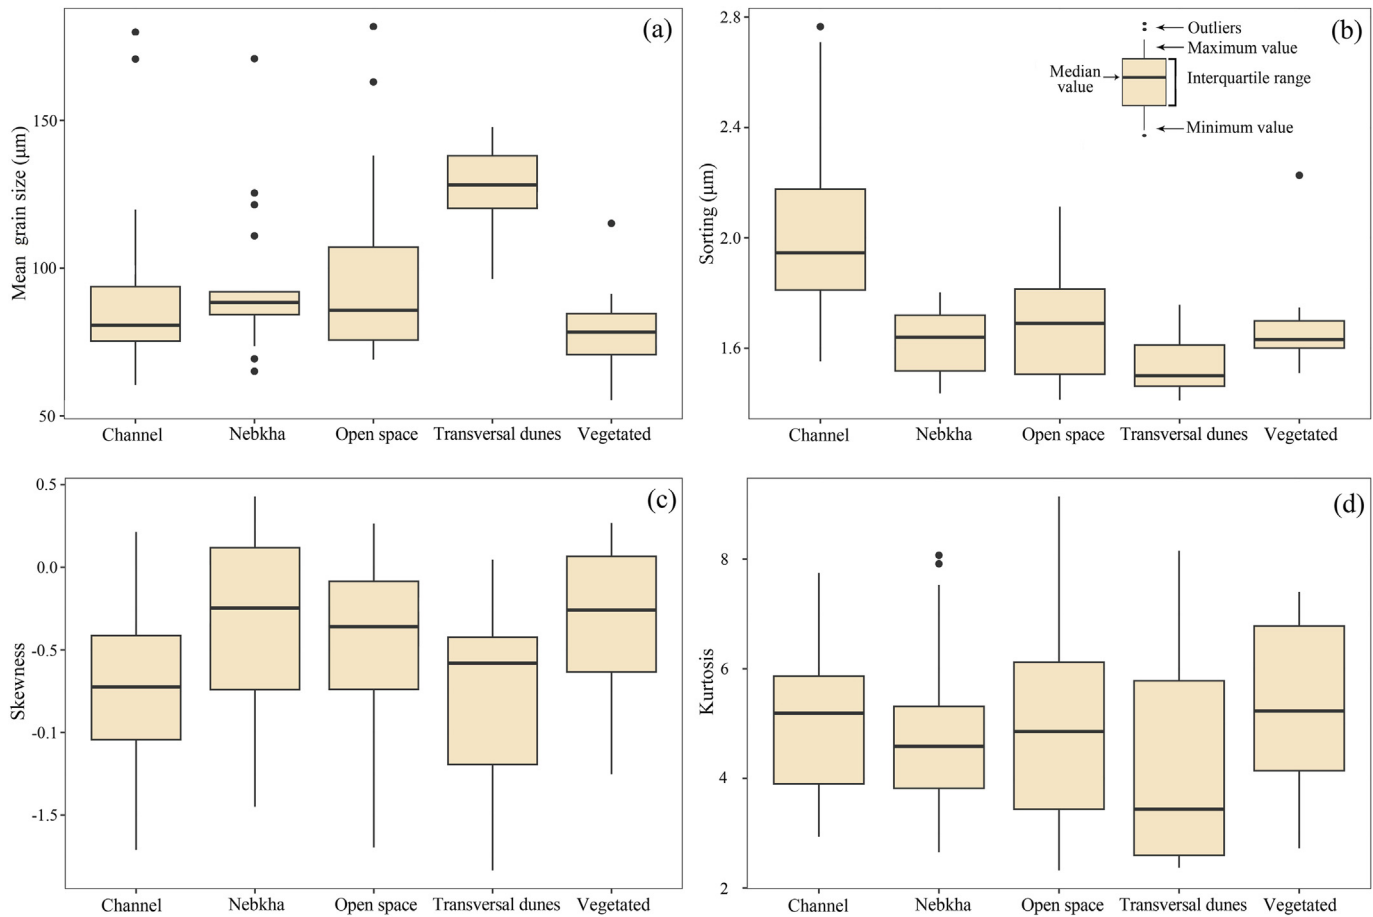 (a)
Mean grain size (μm)
150
100
50
Channel Nebkha Open space Transversal dunes Vegetated
(b)
Outliers
Maximum value
Median
value
Interquartile range
Minimum value
Sorting (μm)
2.8
2.4
2.0
1.6
Channel Nebkha Open space Transversal dunes Vegetated
(c)
Skewness
0.5
0.0
-0.5
-0.1
-1.5
Channel Nebkha Open space Transversal dunes Vegetated
(d)
Kurtosis
8
6
4
2
Channel Nebkha Open space Transversal dunes Vegetated